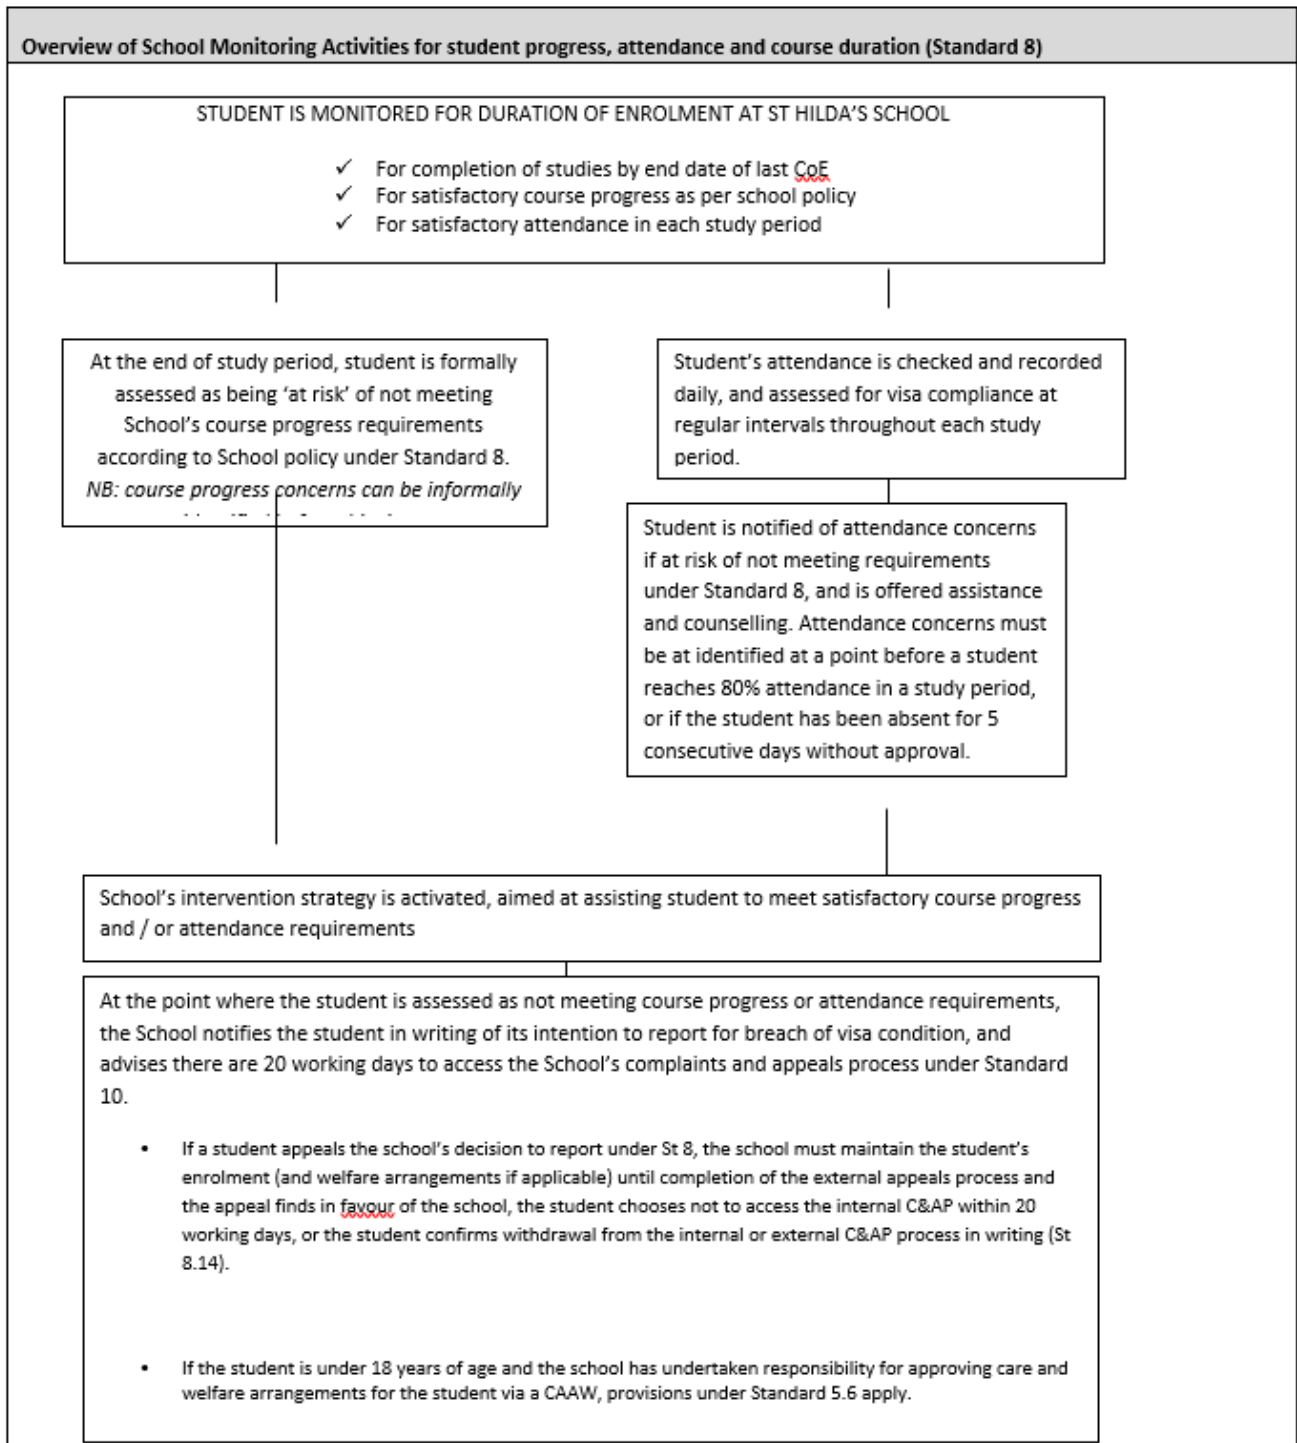 Overview of School Monitoring Activities for student progress, attendance and course duration (Standard 8)
STUDENT IS MONITORED FOR DURATION OF ENROLMENT AT ST HILDA'S SCHOOL
✓ For completion of studies by end date of last CoE
✓ For satisfactory course progress as per school policy
✓ For satisfactory attendance in each study period
At the end of study period, student is formally
assessed as being 'at risk' of not meeting
School's course progress requirements
according to School policy under Standard 8.
NB: course progress concerns can be informally
Student's attendance is checked and recorded
daily, and assessed for visa compliance at
regular intervals throughout each study
period.
Student is notified of attendance concerns
if at risk of not meeting requirements
under Standard 8, and is offered assistance
and counselling. Attendance concerns must
be at identified at a point before a student
reaches 80% attendance in a study period,
or if the student has been absent for 5
consecutive days without approval.
School's intervention strategy is activated, aimed at assisting student to meet satisfactory course progress
and / or attendance requirements
At the point where the student is assessed as not meeting course progress or attendance requirements,
the School notifies the student in writing of its intention to report for breach of visa condition, and
advises there are 20 working days to access the School's complaints and appeals process under Standard
10.
• If a student appeals the school's decision to report under St 8, the school must maintain the student's
enrolment (and welfare arrangements if applicable) until completion of the external appeals process and
the appeal finds in favour of the school, the student chooses not to access the internal C&AP within 20
working days, or the student confirms withdrawal from the internal or external C&AP process in writing (St
8.14).
• If the student is under 18 years of age and the school has undertaken responsibility for approving care and
welfare arrangements for the student via a CAAW, provisions under Standard 5.6 apply.